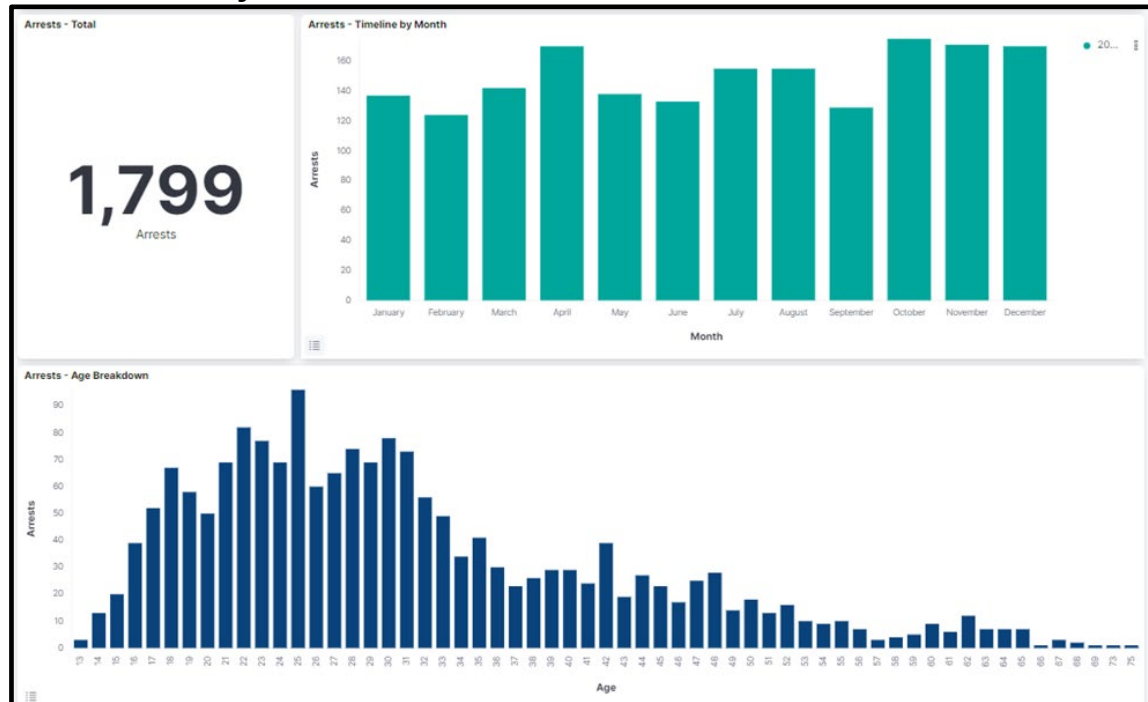 Arrests - Total
1,799
Arrests
Arrests - Timeline by Month
20...
160
140
120
100
80
60
40
20
0
Arrests
January February March April May June July August September October November December
Month
Arrests - Age Breakdown
90
80
70
60
50
40
30
20
10
0
Arrests
13 14 15 16 17 18 19 20 21 22 23 24 25 26 27 28 29 30 31 32 33 34 35 36 37 38 39 40 41 42 43 44 45 46 47 48 49 50 51 52 53 54 55 56 57 58 59 60 61 62 63 64 65 66 67 68 69 73 75
Age